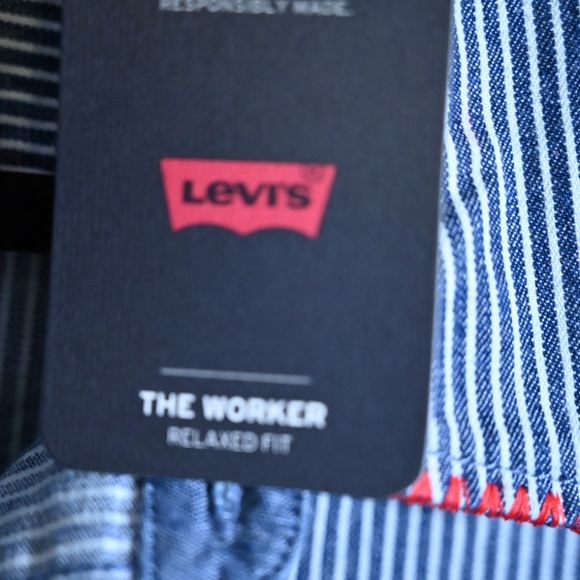 RESPONSIBLY MADE.
Levi's®
THE WORKER
RELAXED FIT